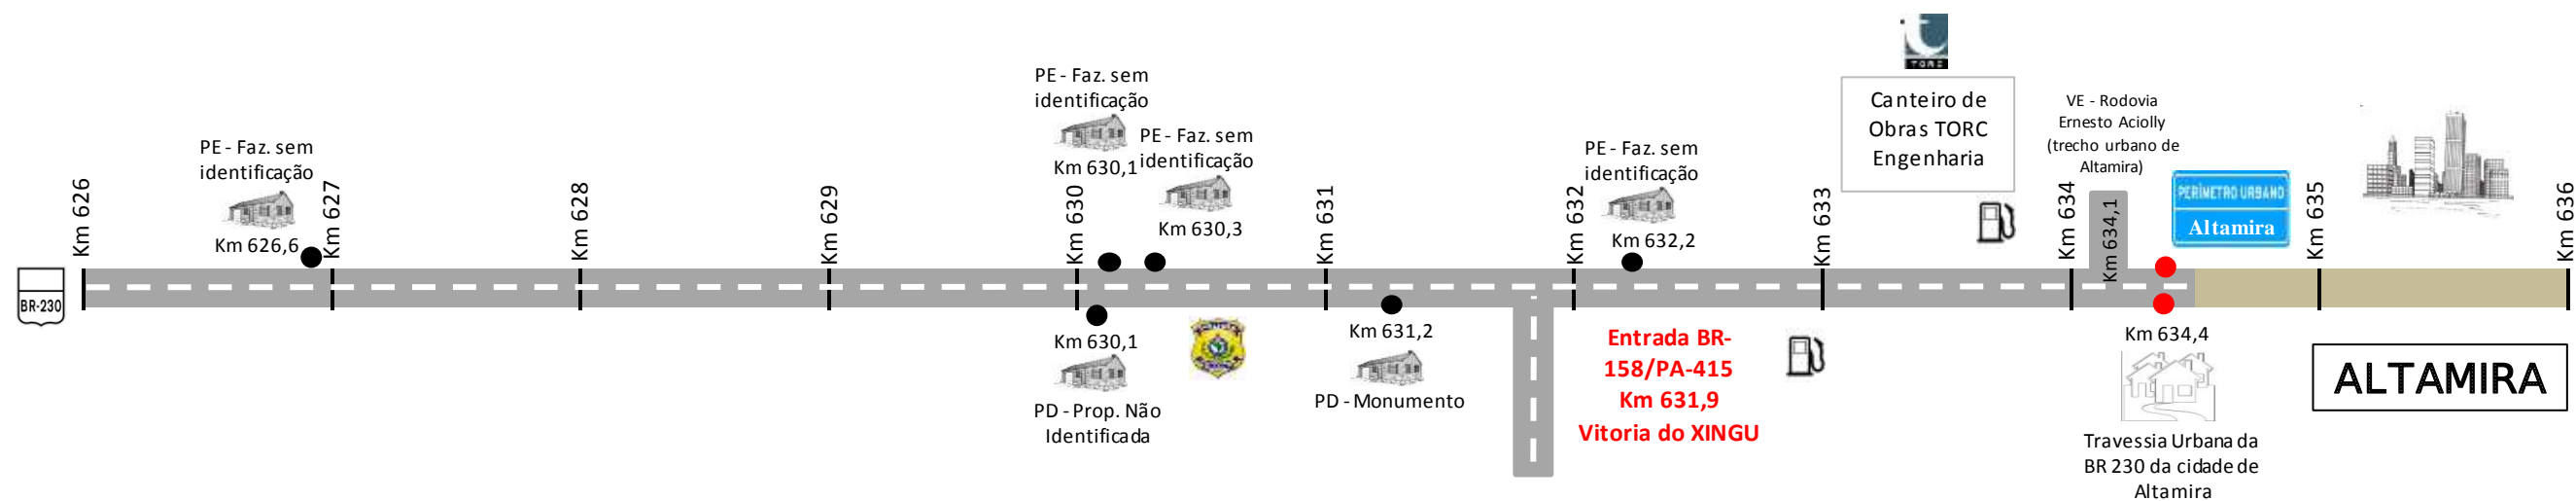 BR-230
Km 626
PE - Faz. sem
identificação
Km 626,6
Km 627
Km 628
Km 629
Km 630
PE - Faz. sem
identificação
Km 630,1
PE - Faz. sem
identificação
Km 630,3
Km 630,1
PD - Prop. Não
Identificada
Km 631
Km 631,2
PD - Monumento
Km 632
Entrada BR-
158/PA-415
Km 631,9
Vitoria do XINGU
PE - Faz. sem
identificação
Km 632,2
Km 633
TORC
Canteiro de
Obras TORC
Engenharia
Km 634
VE - Rodovia
Ernesto Aciolly
(trecho urbano de
Altamira)
Km 634,1
PERÍMETRO URBANO
Altamira
Km 634,4
Travessia Urbana da
BR 230 da cidade de
Altamira
Km 635
ALTAMIRA
Km 636